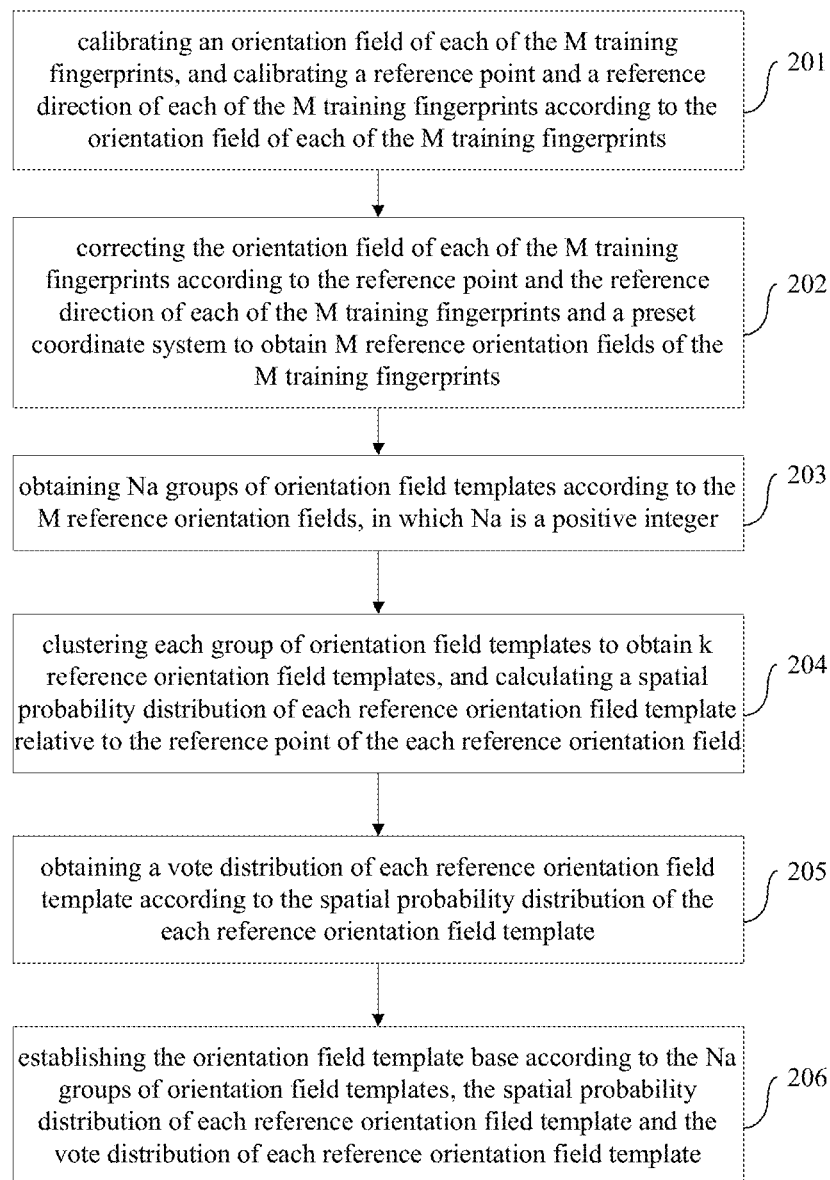 calibrating an orientation field of each of the M training
fingerprints, and calibrating a reference point and a reference
direction of each of the M training fingerprints according to the
orientation field of each of the M training fingerprints
201
correcting the orientation field of each of the M training
fingerprints according to the reference point and the reference
direction of each of the M training fingerprints and a preset
coordinate system to obtain M reference orientation fields of the
M training fingerprints
202
obtaining Na groups of orientation field templates according to the
M reference orientation fields, in which Na is a positive integer
203
clustering each group of orientation field templates to obtain k
reference orientation field templates, and calculating a spatial
probability distribution of each reference orientation filed template
relative to the reference point of the each reference orientation field
204
obtaining a vote distribution of each reference orientation field
template according to the spatial probability distribution of the
each reference orientation field template
205
establishing the orientation field template base according to the Na
groups of orientation field templates, the spatial probability
distribution of each reference orientation filed template and the
vote distribution of each reference orientation field template
206